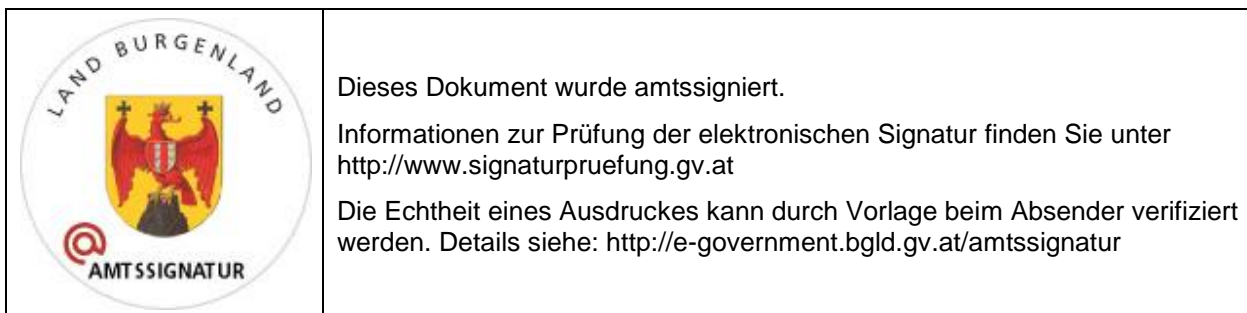 LAND BURGENLAND
@
AMTSSIGNATUR
Dieses Dokument wurde amtssigniert.
Informationen zur Prüfung der elektronischen Signatur finden Sie unter
http://www.signaturpruefung.gv.at
Die Echtheit eines Ausdruckes kann durch Vorlage beim Absender verifiziert
werden. Details siehe: http://e-government.bgld.gv.at/amtssignatur